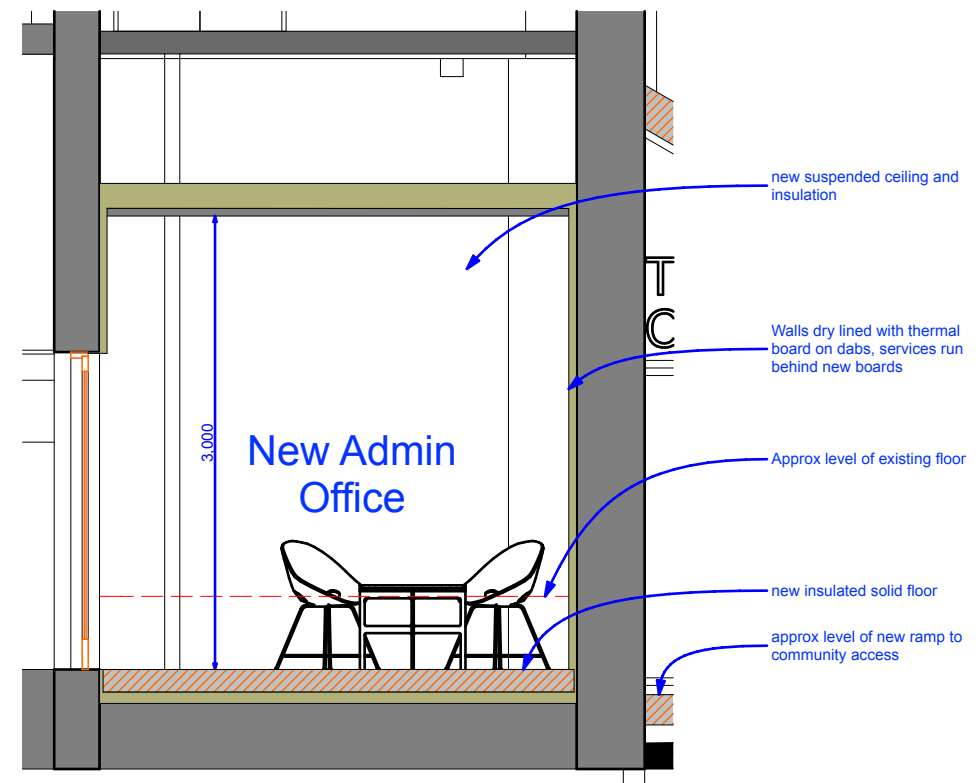 new suspended ceiling and
insulation
T
C
Walls dry lined with thermal
board on dabs, services run
behind new boards
3,000
New Admin
Office
Approx level of existing floor
new insulated solid floor
approx level of new ramp to
community access